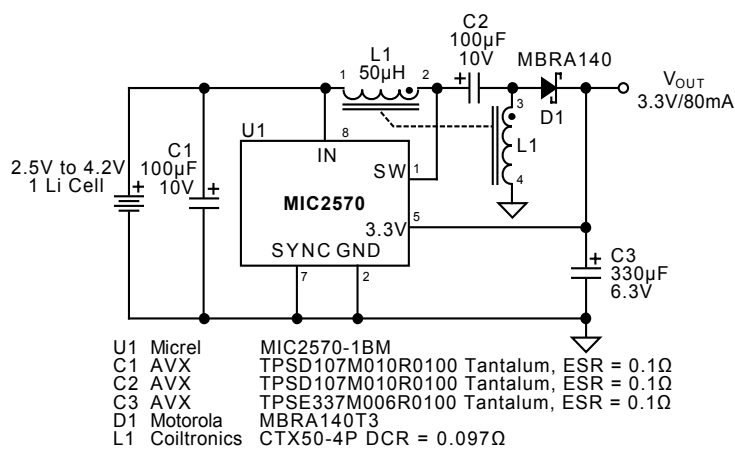 C2
100µF
10V
L1
50µH
MBRA140
1
2
+
VOUT
3.3V/80mA
D1
3
L1
4
U1
8
IN
SW
1
MIC2570
3.3V
5
SYNC GND
7
2
2.5V to 4.2V
1 Li Cell
+
C1
100µF
10V
+
+
C3
330µF
6.3V
U1 Micrel MIC2570-1BM
C1 AVX TPSD107M010R0100 Tantalum, ESR = 0.1Ω
C2 AVX TPSD107M010R0100 Tantalum, ESR = 0.1Ω
C3 AVX TPSE337M006R0100 Tantalum, ESR = 0.1Ω
D1 Motorola MBRA140T3
L1 Coiltronics CTX50-4P DCR = 0.097Ω